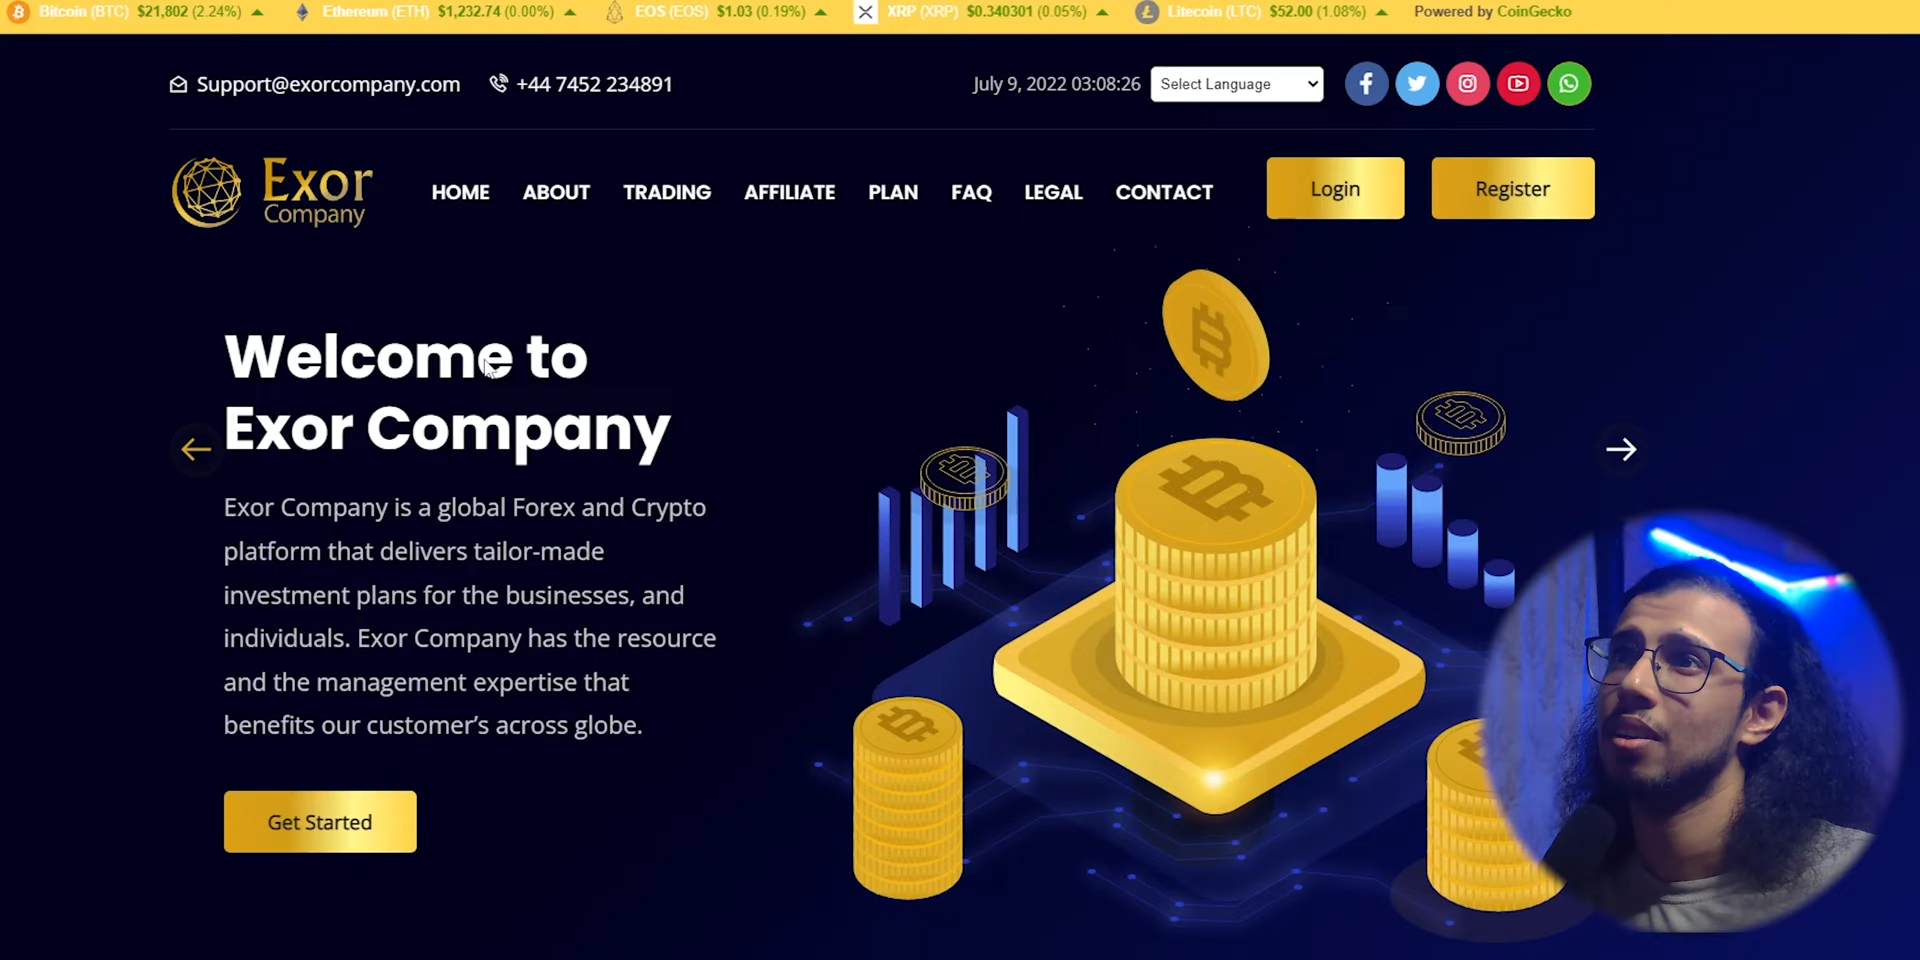 Bitcoin (BTC) $21,802 (2.24%) Ethereum (ETH) $1,232.74 (0.00%) EOS (EOS) $1.03 (0.19%) XRP (XRP) $0.340301 (0.05%) Litecoin (LTC) $52.00 (1.08%) Powered by CoinGecko
Support@exorcompany.com +44 7452 234891 July 9, 2022 03:08:26 Select Language
Exor
Company
HOME ABOUT TRADING AFFILIATE PLAN FAQ LEGAL CONTACT Login Register
Welcome to
Exor Company
Exor Company is a global Forex and Crypto
platform that delivers tailor-made
investment plans for the businesses, and
individuals. Exor Company has the resource
and the management expertise that
benefits our customer’s across globe.
Get Started